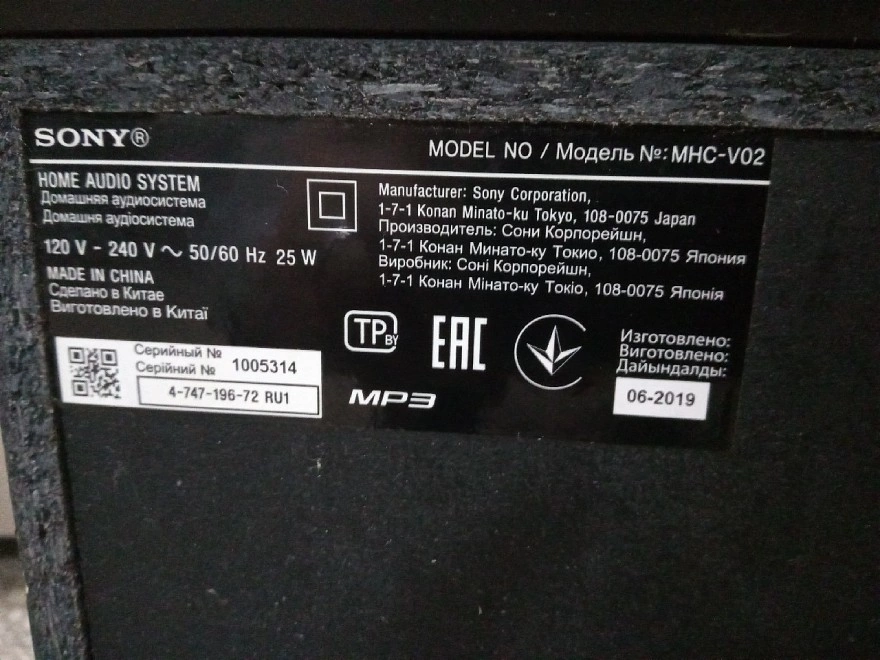 SONY®
MODEL NO / Модель №: MHC-V02
HOME AUDIO SYSTEM
Домашняя аудиосистема
Домашня аудіосистема
120 V - 240 V ~ 50/60 Hz 25 W
MADE IN CHINA
Сделано в Китае
Виготовлено в Китаї
Manufacturer: Sony Corporation,
1-7-1 Konan Minato-ku Tokyo, 108-0075 Japan
Производитель: Сони Корпорейшн,
1-7-1 Конан Минато-ку Токио, 108-0075 Япония
Виробник: Соні Корпорейшн,
1-7-1 Конан Мінато-ку Токіо, 108-0075 Японія
TP BY
EAC
MP3
Серийный №
Серійний №
1005314
4-747-196-72 RU1
Изготовлено:
Виготовлено:
Дайындалды:
06-2019